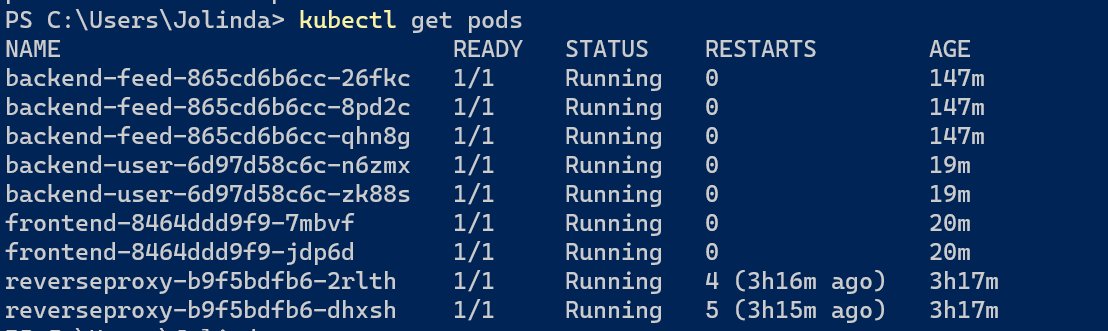 PS C:\Users\Jolinda> kubectl get pods
NAME READY STATUS RESTARTS AGE
backend-feed-865cd6b6cc-26fkc 1/1 Running 0 147m
backend-feed-865cd6b6cc-8pd2c 1/1 Running 0 147m
backend-feed-865cd6b6cc-qhn8g 1/1 Running 0 147m
backend-user-6d97d58c6c-n6zmx 1/1 Running 0 19m
backend-user-6d97d58c6c-zk88s 1/1 Running 0 19m
frontend-8464ddd9f9-7mbvf 1/1 Running 0 20m
frontend-8464ddd9f9-jdp6d 1/1 Running 0 20m
reverseproxy-b9f5bdfb6-2rlth 1/1 Running 4 (3h16m ago) 3h17m
reverseproxy-b9f5bdfb6-dhxsh 1/1 Running 5 (3h15m ago) 3h17m